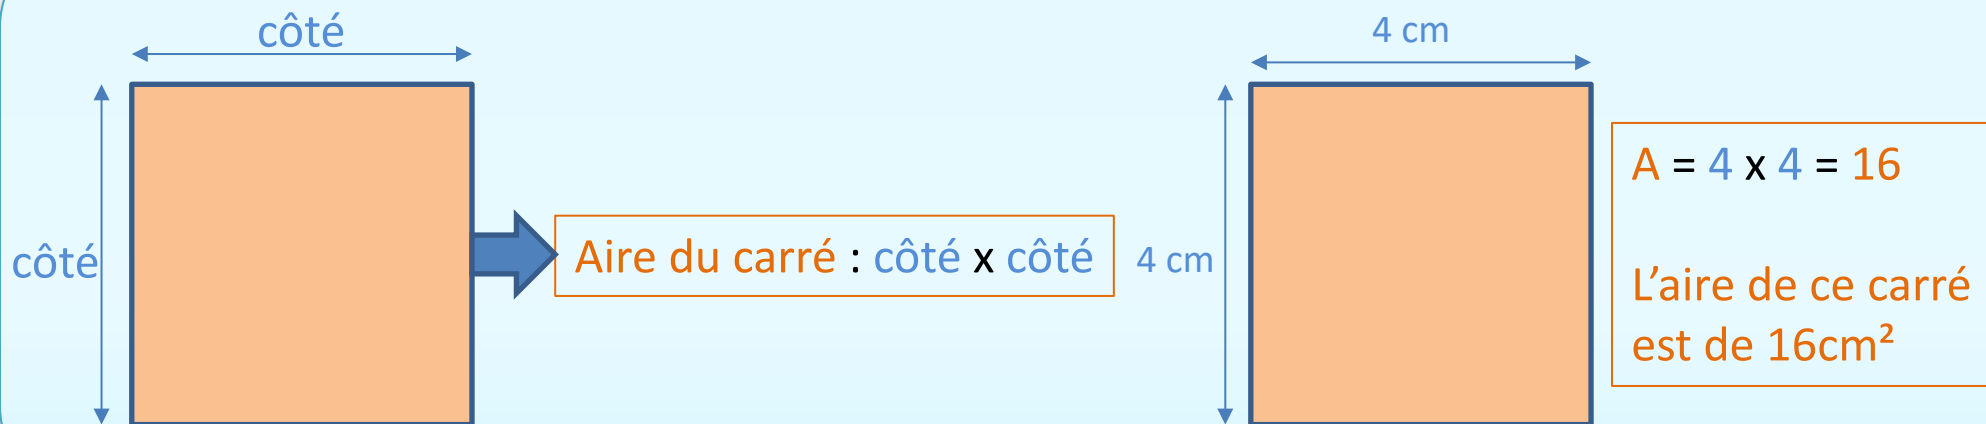 côté
côté
Aire du carré : côté x côté
4 cm
4 cm
A = 4 x 4 = 16
L’aire de ce carré
est de 16cm²